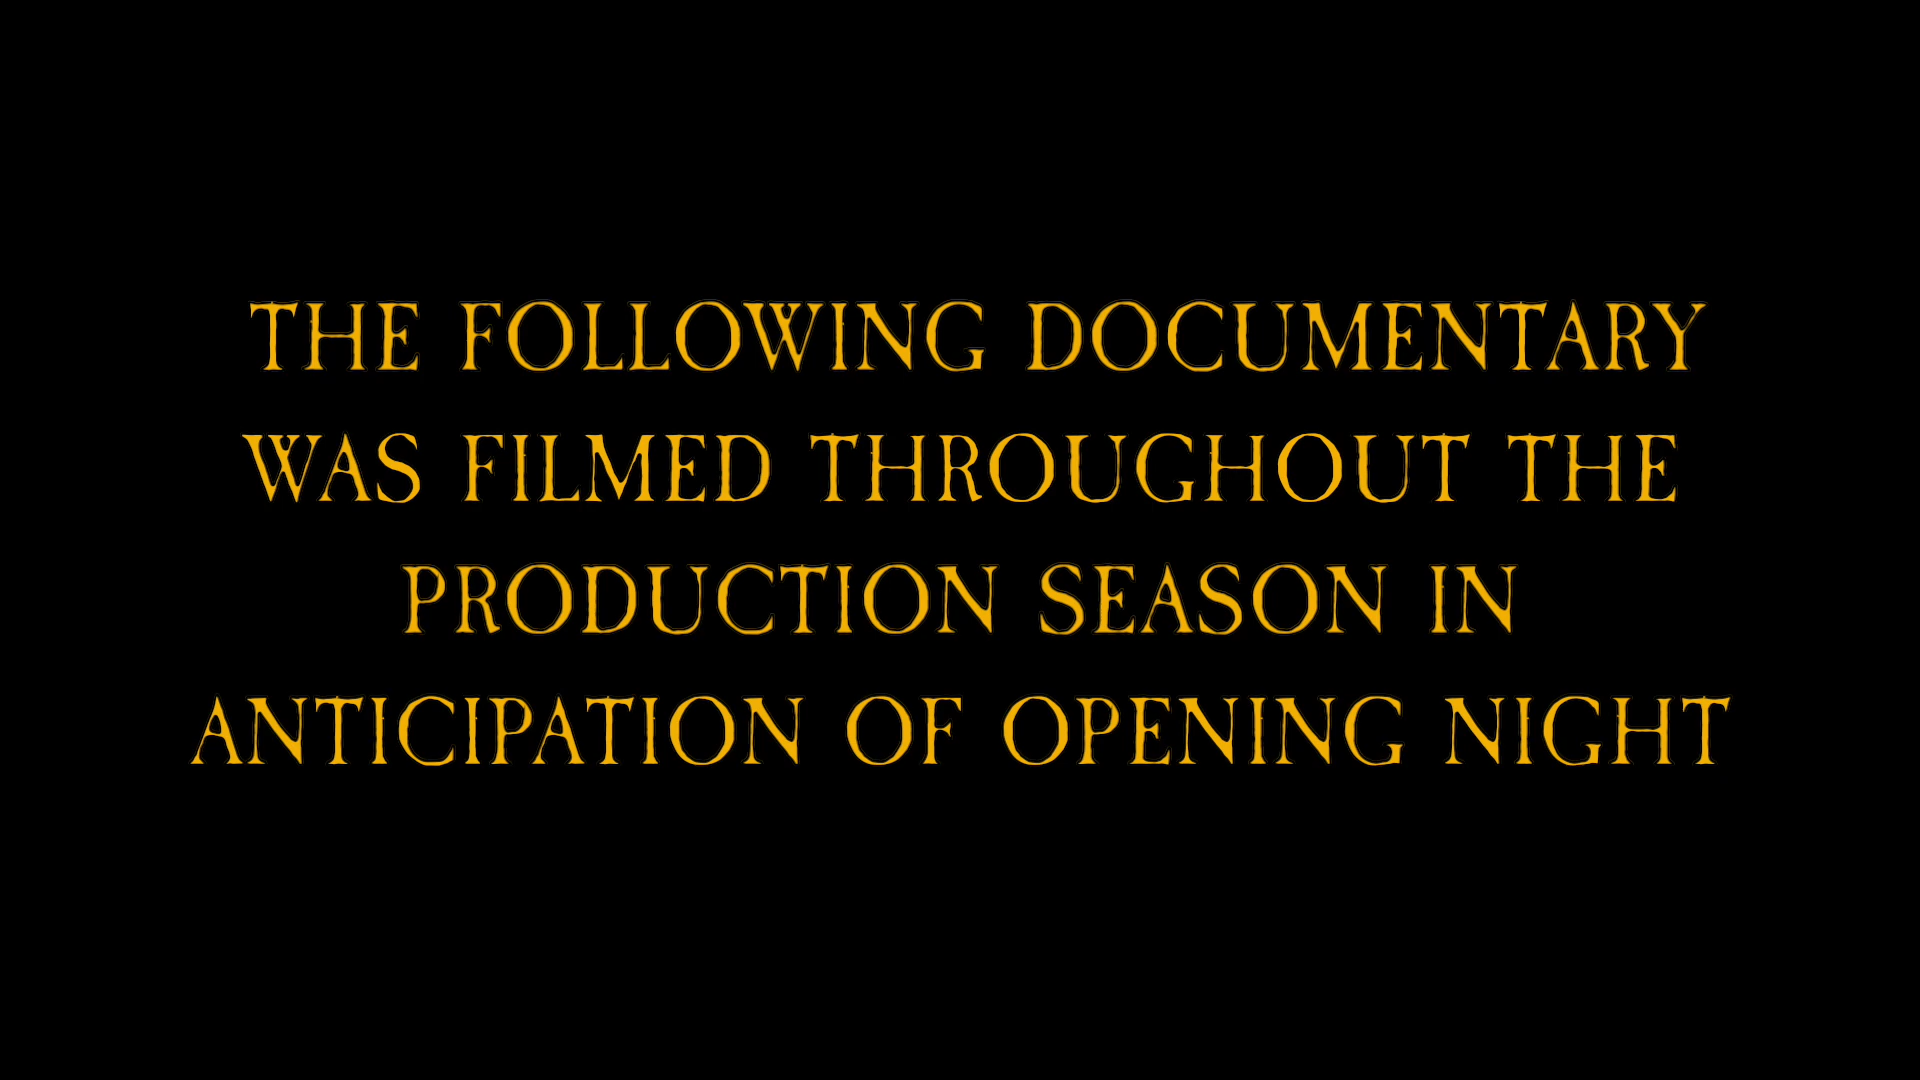 THE FOLLOWING DOCUMENTARY
WAS FILMED THROUGHOUT THE
PRODUCTION SEASON IN
ANTICIPATION OF OPENING NIGHT